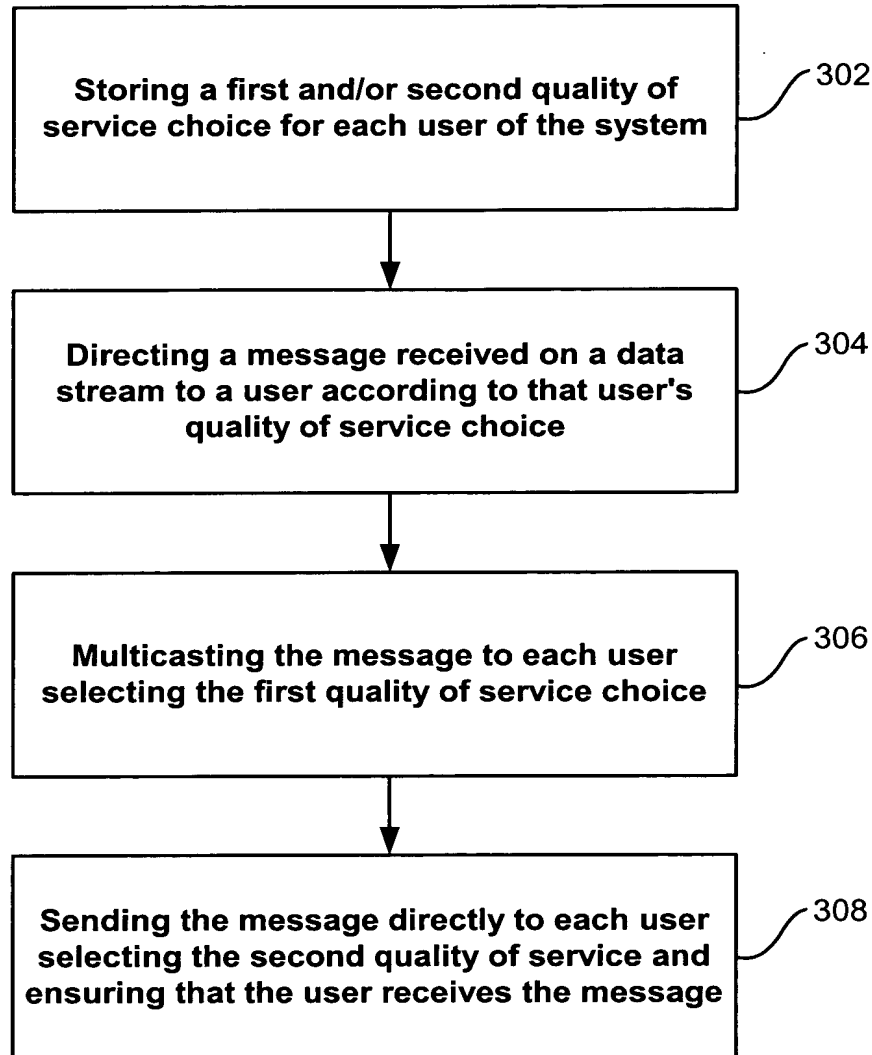 Storing a first and/or second quality of
service choice for each user of the system
302
Directing a message received on a data
stream to a user according to that user's
quality of service choice
304
Multicasting the message to each user
selecting the first quality of service choice
306
Sending the message directly to each user
selecting the second quality of service and
ensuring that the user receives the message
308